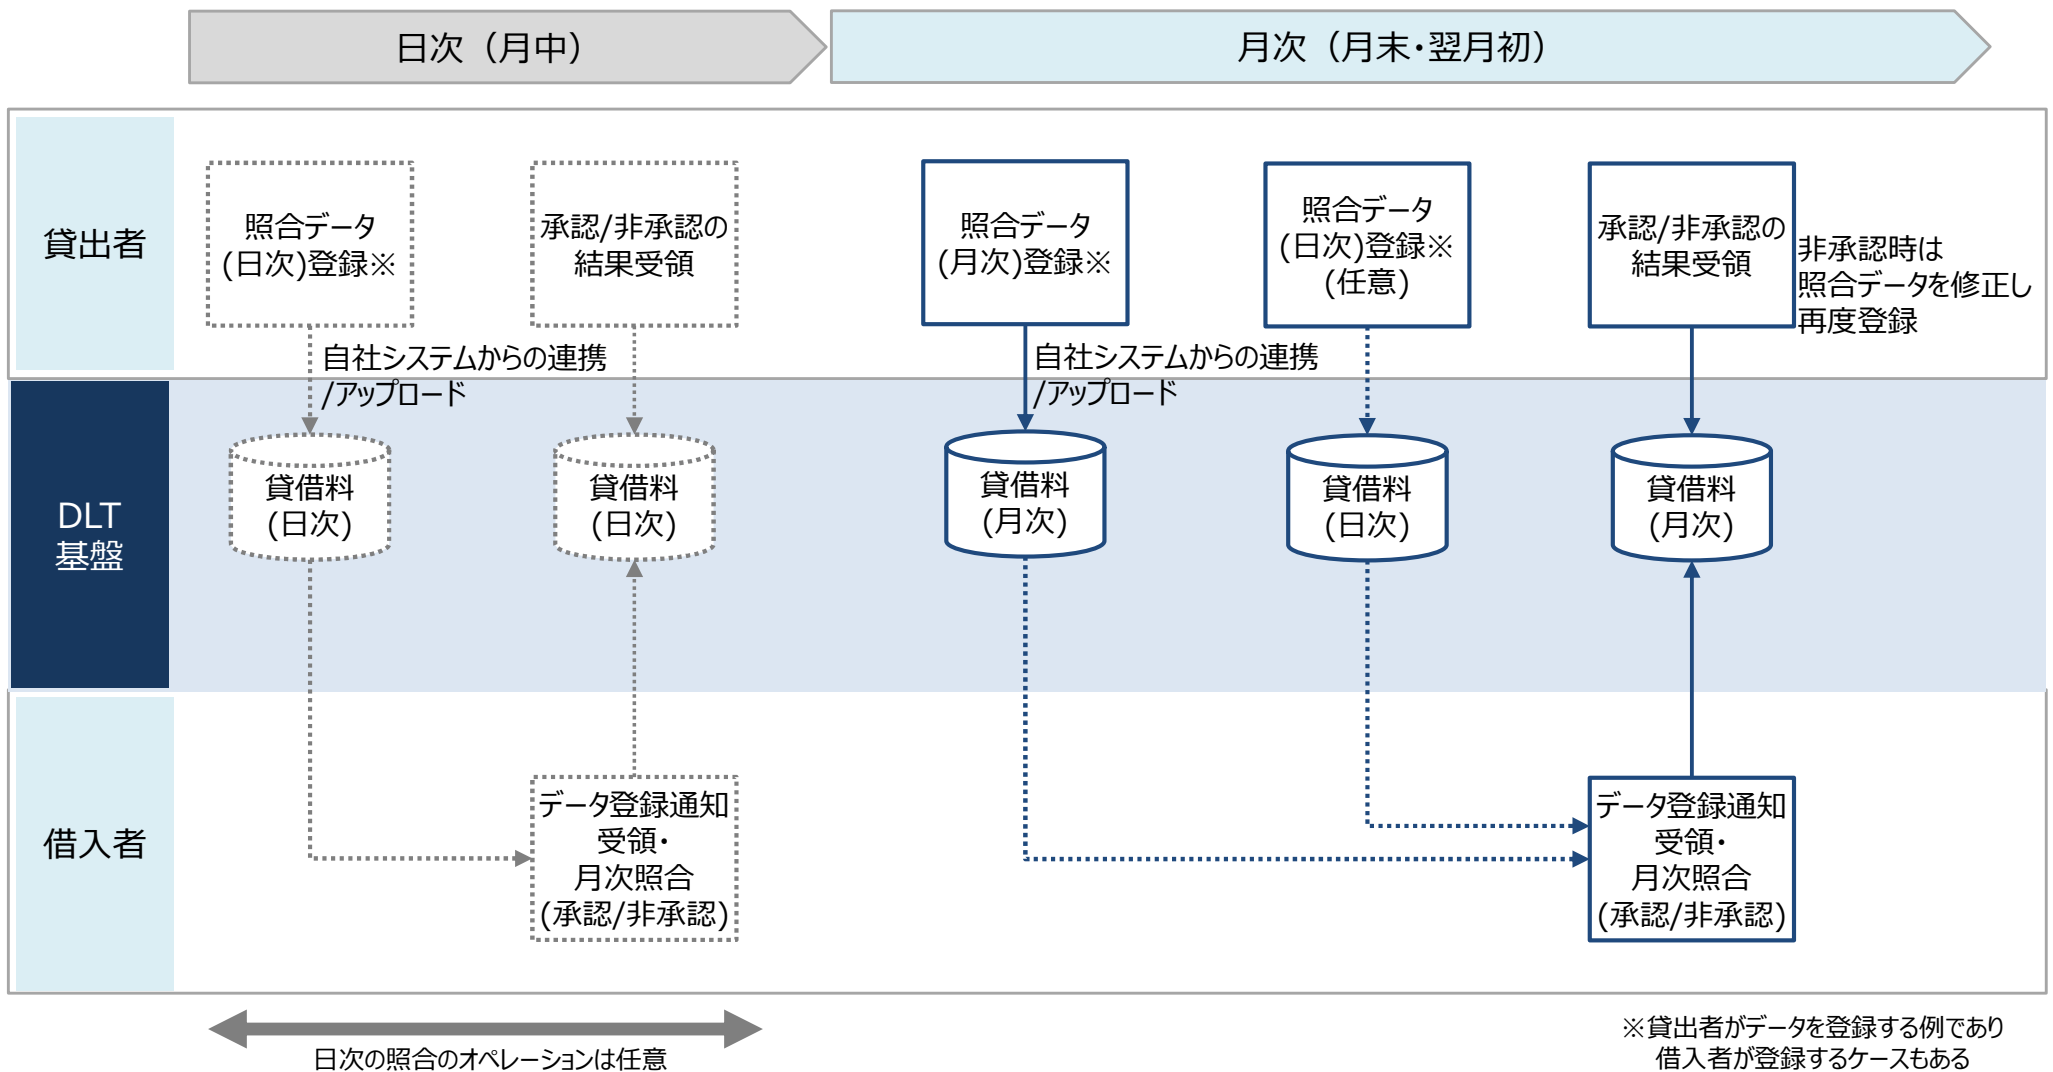 日次（月中）
月次（月末・翌月初）
貸出者
照合データ
(日次)登録※
承認/非承認の
結果受領
照合データ
(月次)登録※
照合データ
(日次)登録※
(任意)
承認/非承認の
結果受領
非承認時は
照合データを修正し
再度登録
自社システムからの連携
/アップロード
自社システムからの連携
/アップロード
DLT
基盤
貸借料
(日次)
貸借料
(日次)
貸借料
(月次)
貸借料
(日次)
貸借料
(月次)
借入者
データ登録通知
受領・
月次照合
(承認/非承認)
データ登録通知
受領・
月次照合
(承認/非承認)
日次の照合のオペレーションは任意
※貸出者がデータを登録する例であり
借入者が登録するケースもある